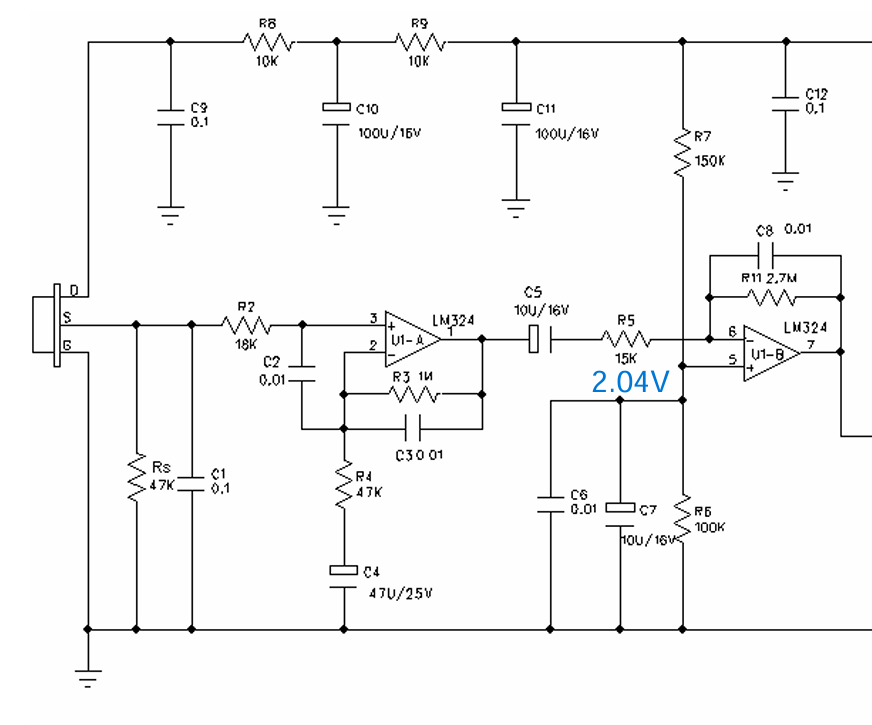 R8
R9
10K
10K
C9
0.1
C10
100U/16V
C11
100U/16V
C12
0.1
R7
150K
C8 0.01
R11 2.7M
D
S
G
R2
18K
C2
0.01
3
+
2
-
U1-A
LM324
1
R3 1M
C3 0 01
C5
10U/16V
R5
15K
6
-
5
+
U1-B
LM324
7
2.04V
Rs
47K
C1
0.1
R4
47K
C4
47U/25V
C6
0.01
C7
10U/16V
R6
100K